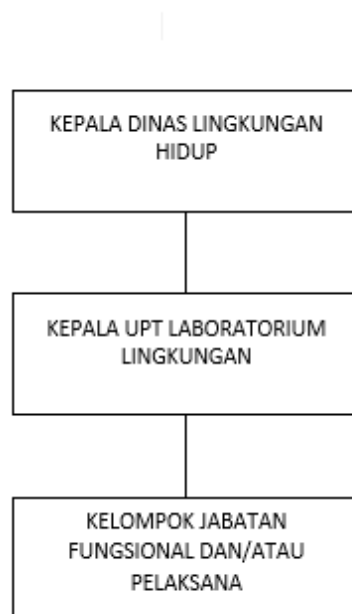 KEPALA DINAS LINGKUNGAN
HIDUP
KEPALA UPT LABORATORIUM
LINGKUNGAN
KELOMPOK JABATAN
FUNGSIONAL DAN/ATAU
PELAKSANA